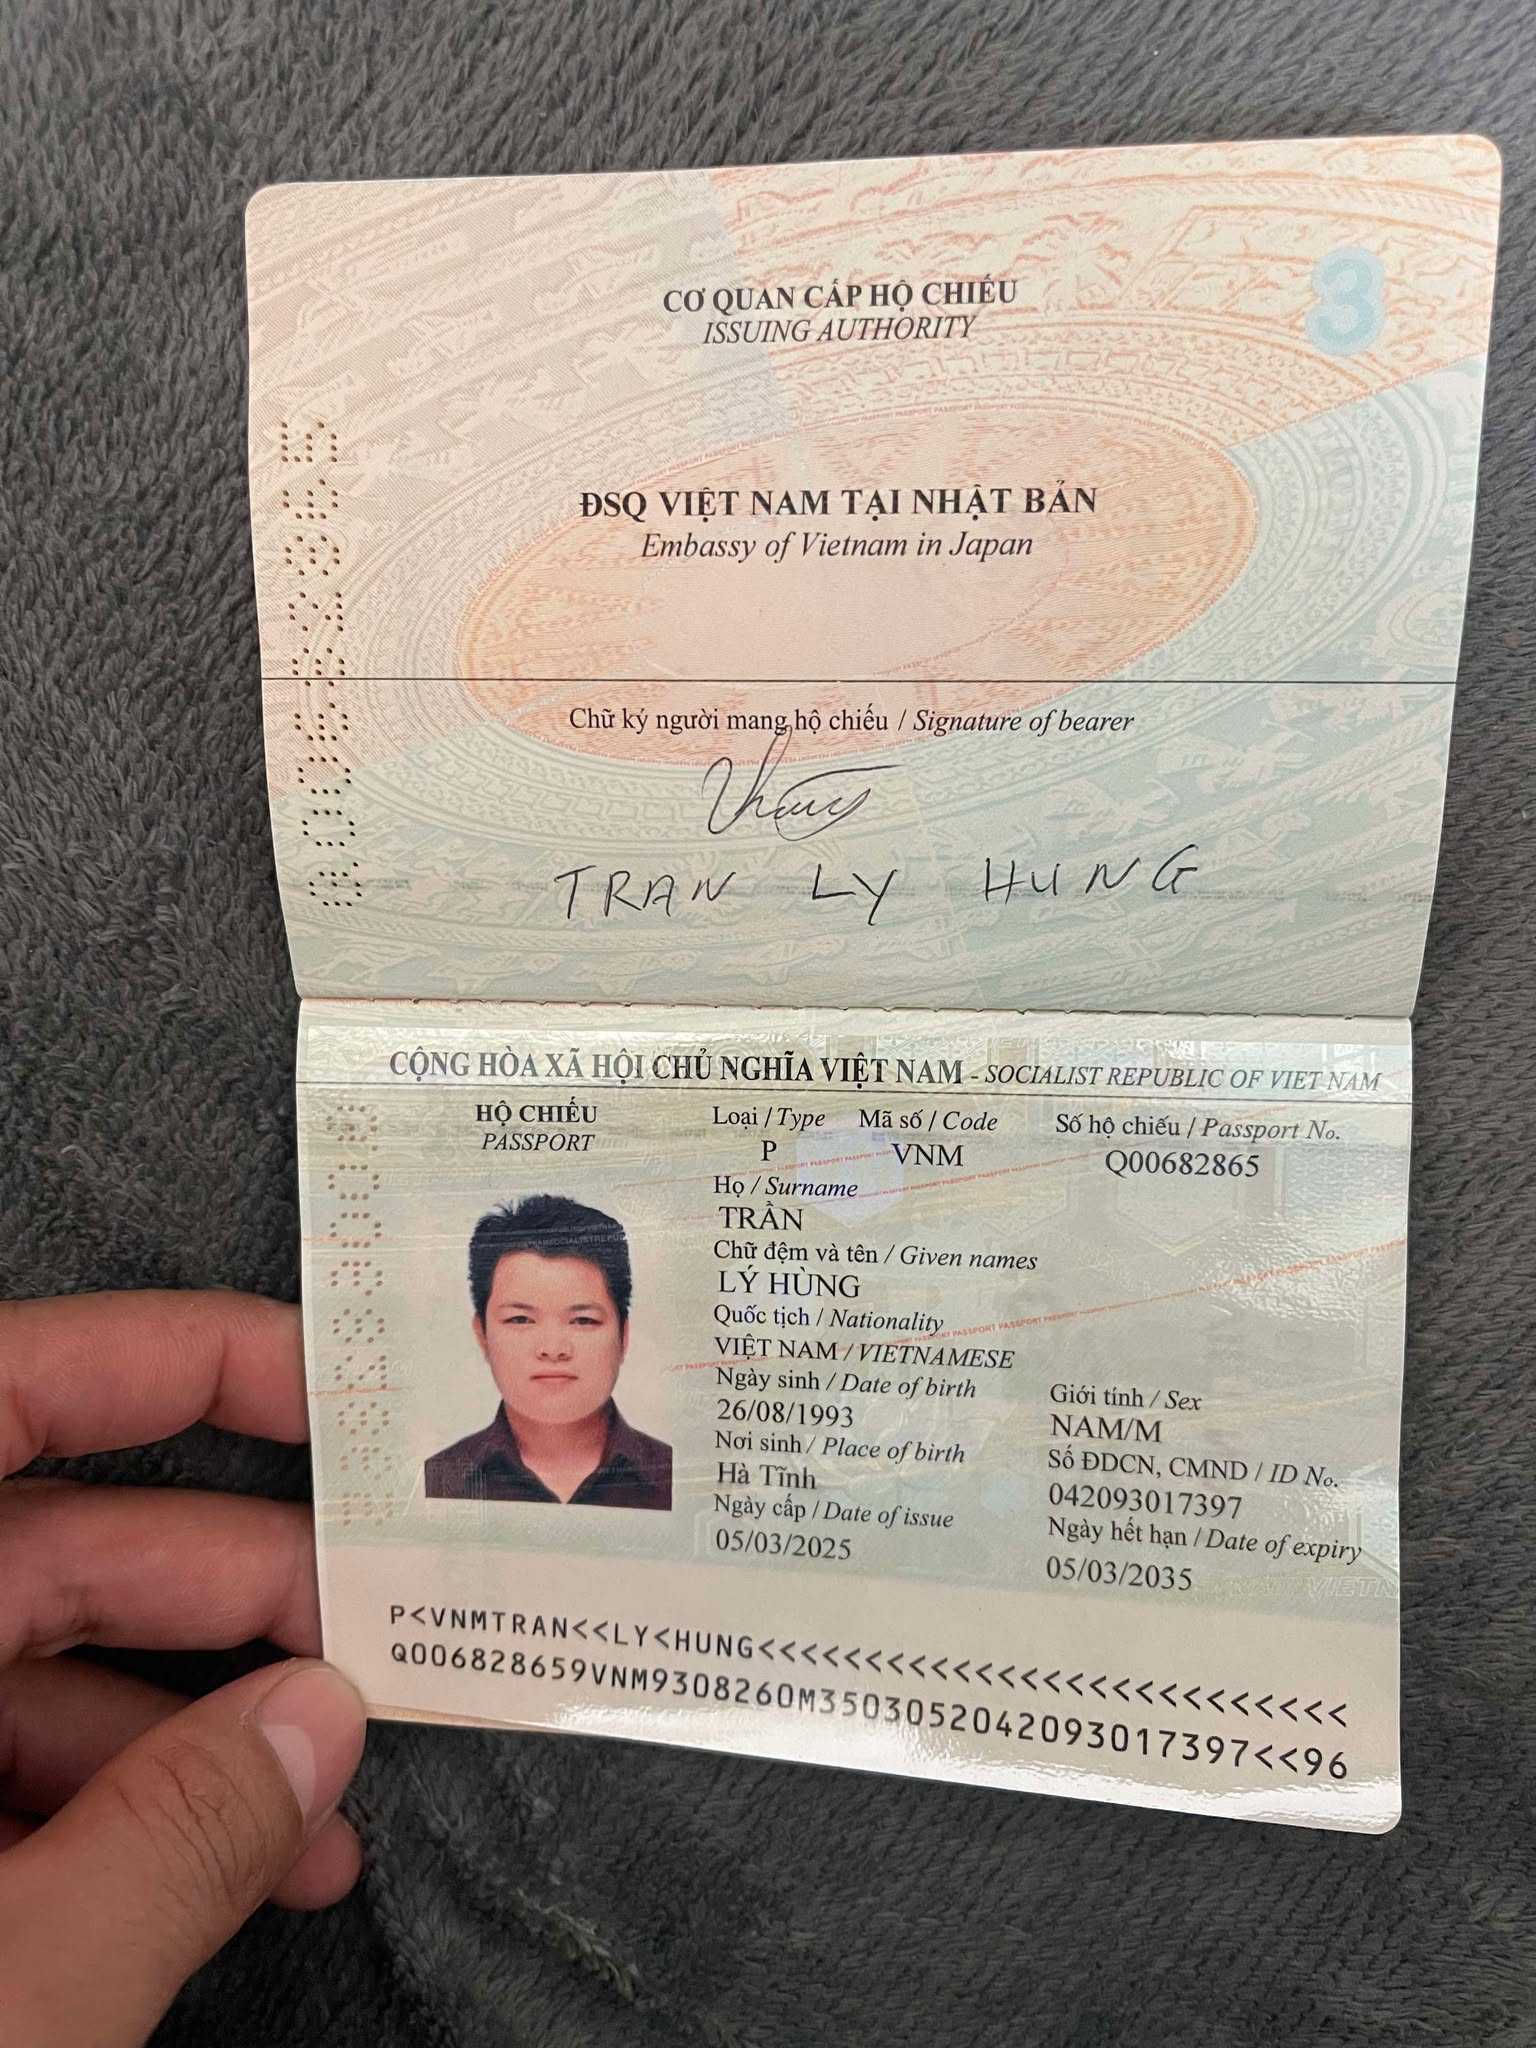 3
CƠ QUAN CẤP HỘ CHIẾU
ISSUING AUTHORITY
ĐSQ VIỆT NAM TẠI NHẬT BẢN
Embassy of Vietnam in Japan
Chữ ký người mang hộ chiếu / Signature of bearer
TRAN LY HUNG
CỘNG HÒA XÃ HỘI CHỦ NGHĨA VIỆT NAM - SOCIALIST REPUBLIC OF VIET NAM
HỘ CHIẾU
PASSPORT
Loại / Type Mã số / Code Số hộ chiếu / Passport No.
P VNM Q00682865
Họ / Surname
TRẦN
Chữ đệm và tên / Given names
LÝ HÙNG
Quốc tịch / Nationality
VIỆT NAM / VIETNAMESE
Ngày sinh / Date of birth Giới tính / Sex
26/08/1993 NAM/M
Nơi sinh / Place of birth Số ĐDCN, CMND / ID No.
Hà Tĩnh 042093017397
Ngày cấp / Date of issue Ngày hết hạn / Date of expiry
05/03/2025 05/03/2035
P<VNMTRAN<<LY<HUNG<<<<<<<<<<<<<<<<<<<<<<<<<<
Q006828659VNM9308260M3503052042093017397<<96